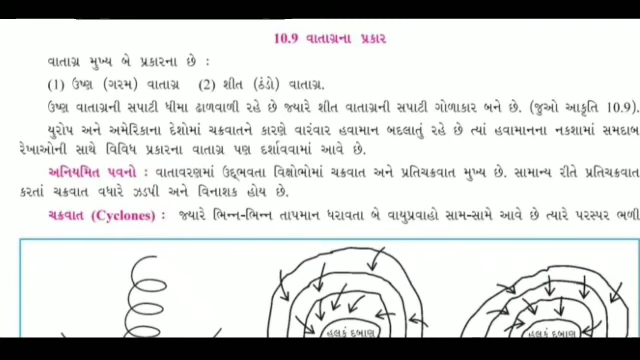 10.9 વાતાગ્રના પ્રકાર
વાતાગ્ર મુખ્ય બે પ્રકારના છે :
(1) ઉષ્ણ (ગરમ) વાતાગ્ર (2) શીત (ઠંડો) વાતાગ્ર.
ઉષ્ણ વાતાગ્રની સપાટી ધીમા ઢાળવાળી રહે છે જ્યારે શીત વાતાગ્રની સપાટી ગોળાકાર બને છે. (જુઓ આકૃતિ 10.9).
યુરોપ અને અમેરિકાના દેશોમાં ચક્રવાતને કારણે વારંવાર હવામાન બદલાતું રહે છે ત્યાં હવામાનના નકશામાં સમદાબ
રેખાઓની સાથે વિવિધ પ્રકારના વાતાગ્ર પણ દર્શાવવામાં આવે છે.
અનિયમિત પવનો : વાતાવરણમાં ઉદ્દભવતા વિક્ષોભોમાં ચક્રવાત અને પ્રતિચક્રવાત મુખ્ય છે. સામાન્ય રીતે પ્રતિચક્રવાત
કરતાં ચક્રવાત વધારે ઝડપી અને વિનાશક હોય છે.
ચક્રવાત (Cyclones) : જ્યારે ભિન્ન-ભિન્ન તાપમાન ધરાવતા બે વાયુપ્રવાહો સામ-સામે આવે છે ત્યારે પરસ્પર ભળી
હલકું દબાણ હલકું દબાણ